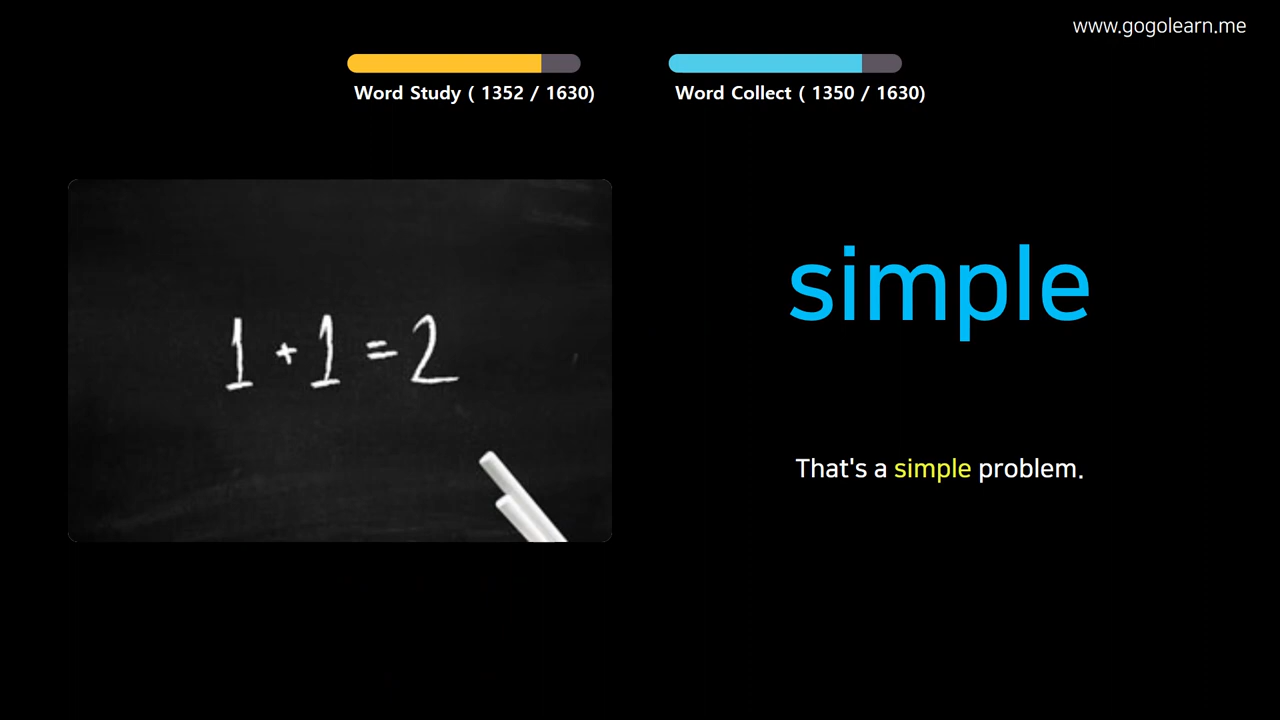 www.gogolearn.me
Word Study ( 1352 / 1630)
Word Collect ( 1350 / 1630)
1 + 1 = 2
simple
That's a simple problem.